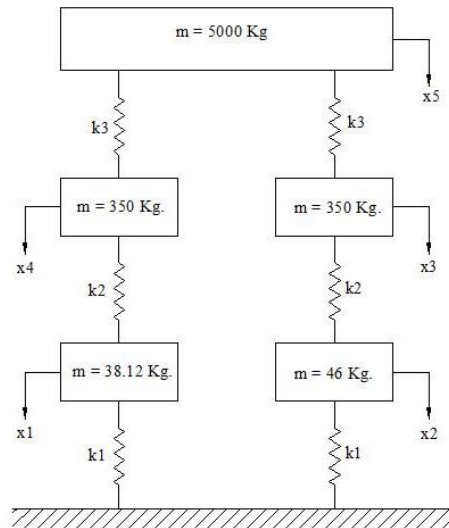 m = 5000 Kg
x5
k3
k3
m = 350 Kg.
m = 350 Kg.
x4
x3
k2
k2
m = 38.12 Kg.
m = 46 Kg.
x1
x2
k1
k1